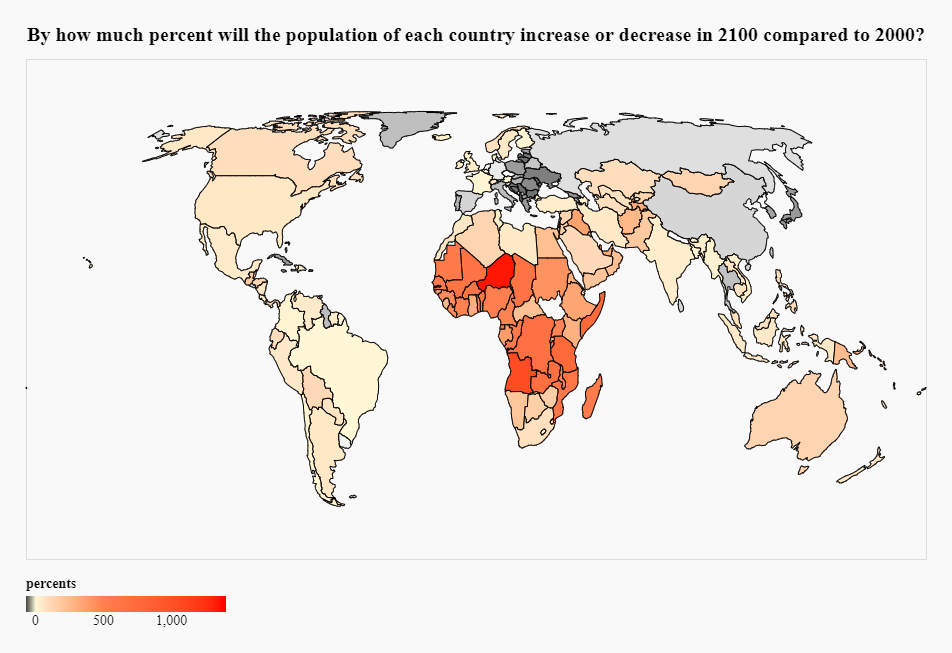 By how much percent will the population of each country increase or decrease in 2100 compared to 2000?
percents
0 500 1,000